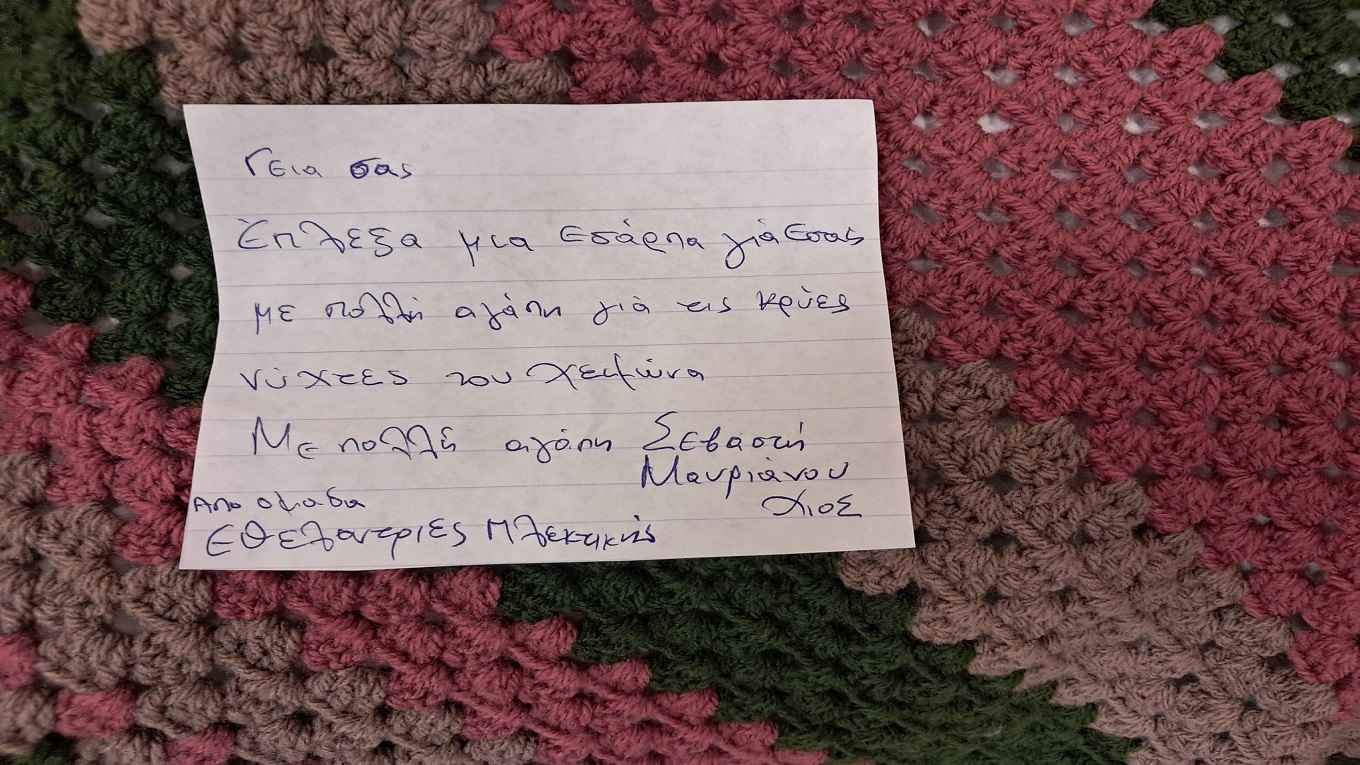 Γεια σας
Έπλεξα μια εσάρπα γιά εσας
με πολλή αγάπη γιά τις κρύες
νύχτες του χειμώνα
Με πολλή αγάπη Σεβαστή
Μαυριάνου
Χιος
Απο ομαδα
Εθελοντριες Πλεκτικής